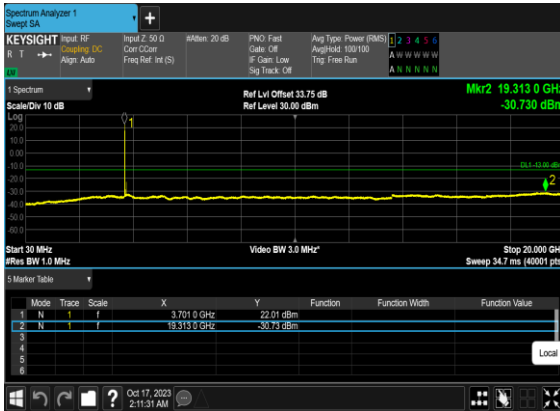 Spectrum Analyzer 1
Swept SA
+
KEYSIGHT Input: RF Input Z: 50 Ω #Atten: 20 dB PNO: Fast Avg Type: Power (RMS) 1 2 3 4 5 6
R T Coupling: DC Corr CCorr Gate: Off Avg|Hold: 100/100 A W W W W W
Align: Auto Freq Ref: Int (S) IF Gain: Low Trig: Free Run
Sig Track: Off A N N N N N
1 Spectrum Ref Lvl Offset 33.75 dB Mkr2 19.313 0 GHz
Scale/Div 10 dB Ref Level 30.00 dBm -30.730 dBm
Log
1
20.0
10.0
0.00
-10.0
DL1 -13.00 dBm
-20.0
2
-30.0
-40.0
-50.0
-60.0
Start 30 MHz Video BW 3.0 MHz* Stop 20.000 GH
#Res BW 1.0 MHz Sweep 34.7 ms (40001 pts
5 Marker Table
Mode Trace Scale X Y Function Function Width Function Value
1 N 1 f 3.701 0 GHz 22.01 dBm
2 N 1 f 19.313 0 GHz -30.73 dBm
3
4
5
6
Local
? Oct 17, 2023
2:11:31 AM